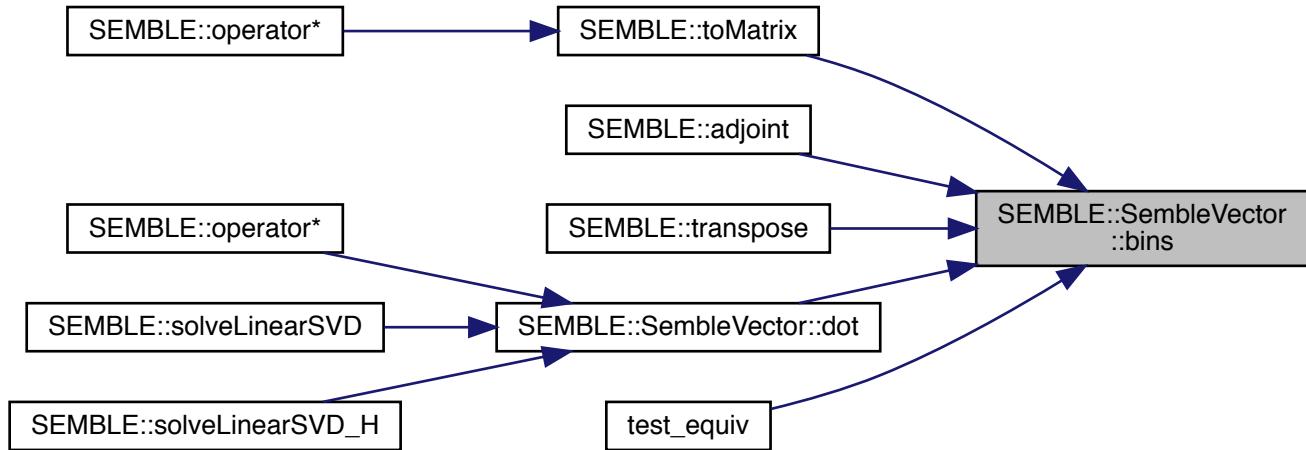 SEMBLE::operator*
SEMBLE::toMatrix
SEMBLE::adjoint
SEMBLE::SembleVector
::bins
SEMBLE::operator*
SEMBLE::transpose
SEMBLE::solveLinearSVD
SEMBLE::SembleVector::dot
SEMBLE::solveLinearSVD_H
test_equiv